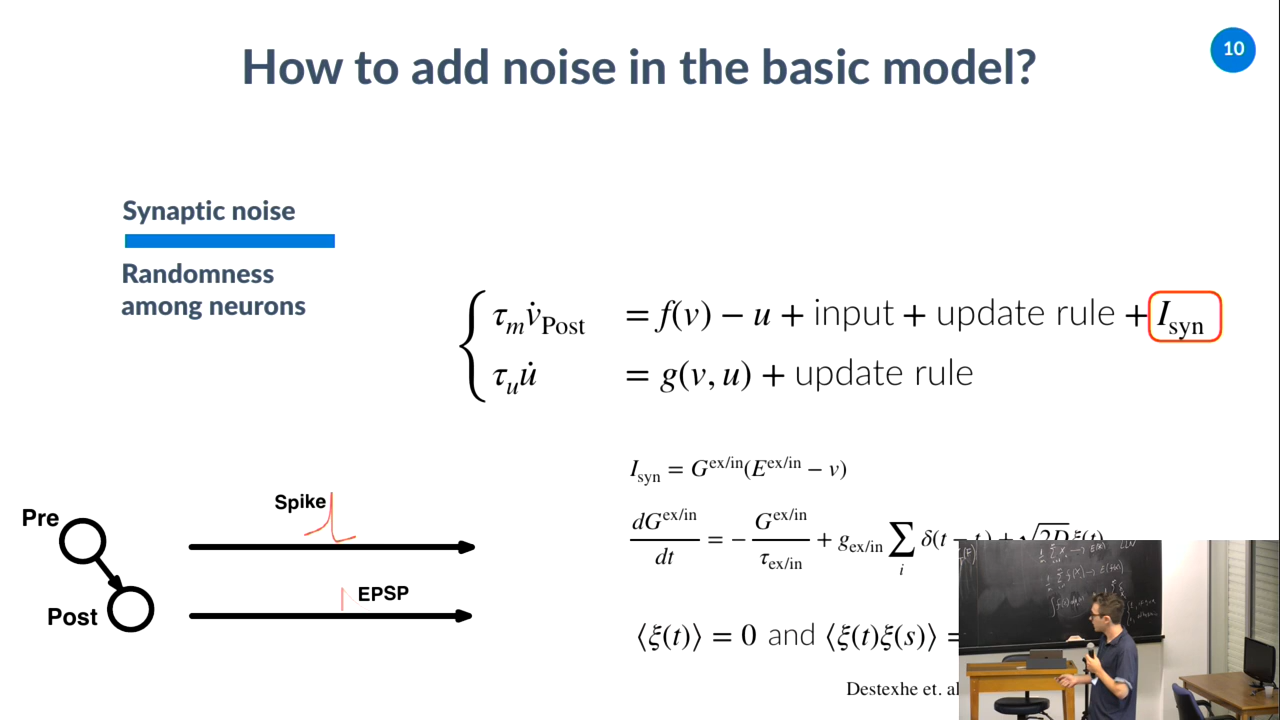 How to add noise in the basic model?
10
Synaptic noise
Randomness
among neurons
τ_m v̇_Post = f(v) − u + input + update rule + I_syn
τ_u u̇ = g(v, u) + update rule
I_syn = G^ex/in(E^ex/in − v)
dG^ex/in/dt = − G^ex/in/τ_ex/in + g_ex/in ∑_i δ(t − t
⟨ξ(t)⟩ = 0 and ⟨ξ(t)ξ(s)⟩ =
Destexhe et. al
Pre
Spike
Post
EPSP